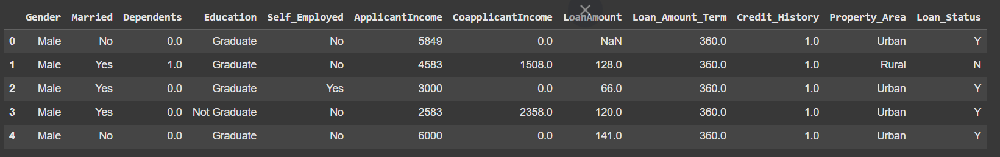 Gender Married Dependents Education Self_Employed ApplicantIncome CoapplicantIncome LoanAmount Loan_Amount_Term Credit_History Property_Area Loan_Status
0 Male No 0.0 Graduate No 5849 0.0 NaN 360.0 1.0 Urban Y
1 Male Yes 1.0 Graduate No 4583 1508.0 128.0 360.0 1.0 Rural N
2 Male Yes 0.0 Graduate Yes 3000 0.0 66.0 360.0 1.0 Urban Y
3 Male Yes 0.0 Not Graduate No 2583 2358.0 120.0 360.0 1.0 Urban Y
4 Male No 0.0 Graduate No 6000 0.0 141.0 360.0 1.0 Urban Y